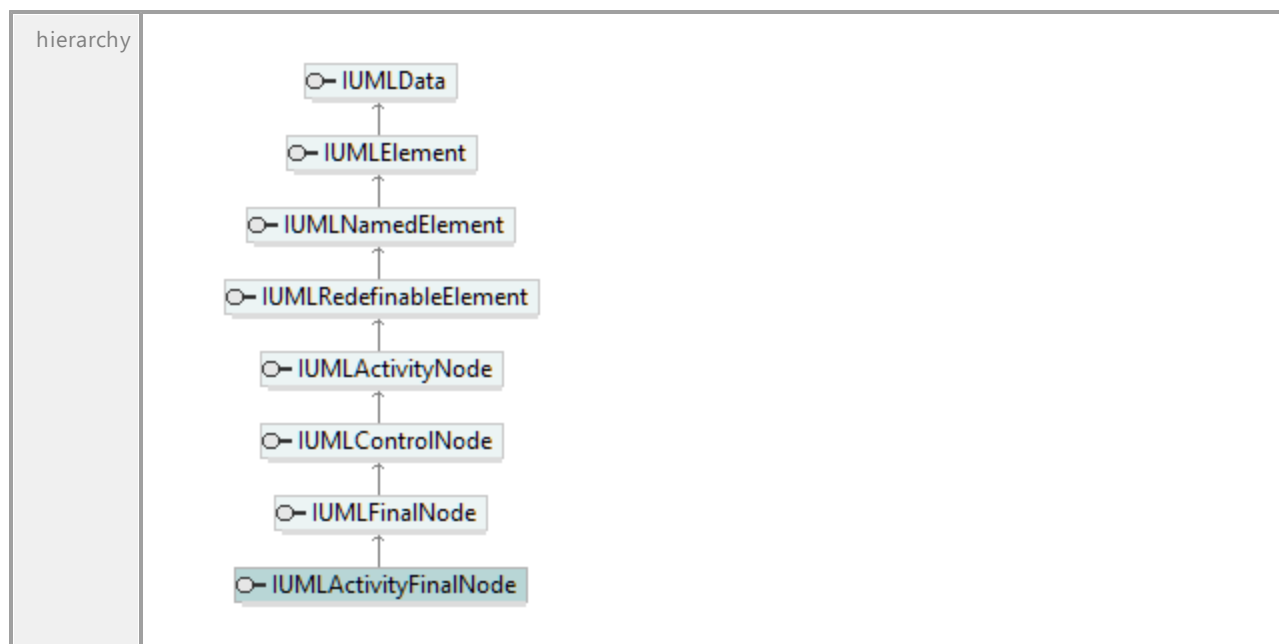 hierarchy
IUMLData
IUMLElement
IUMLNamedElement
IUMLRedefinableElement
IUMLActivityNode
IUMLControlNode
IUMLFinalNode
IUMLActivityFinalNode